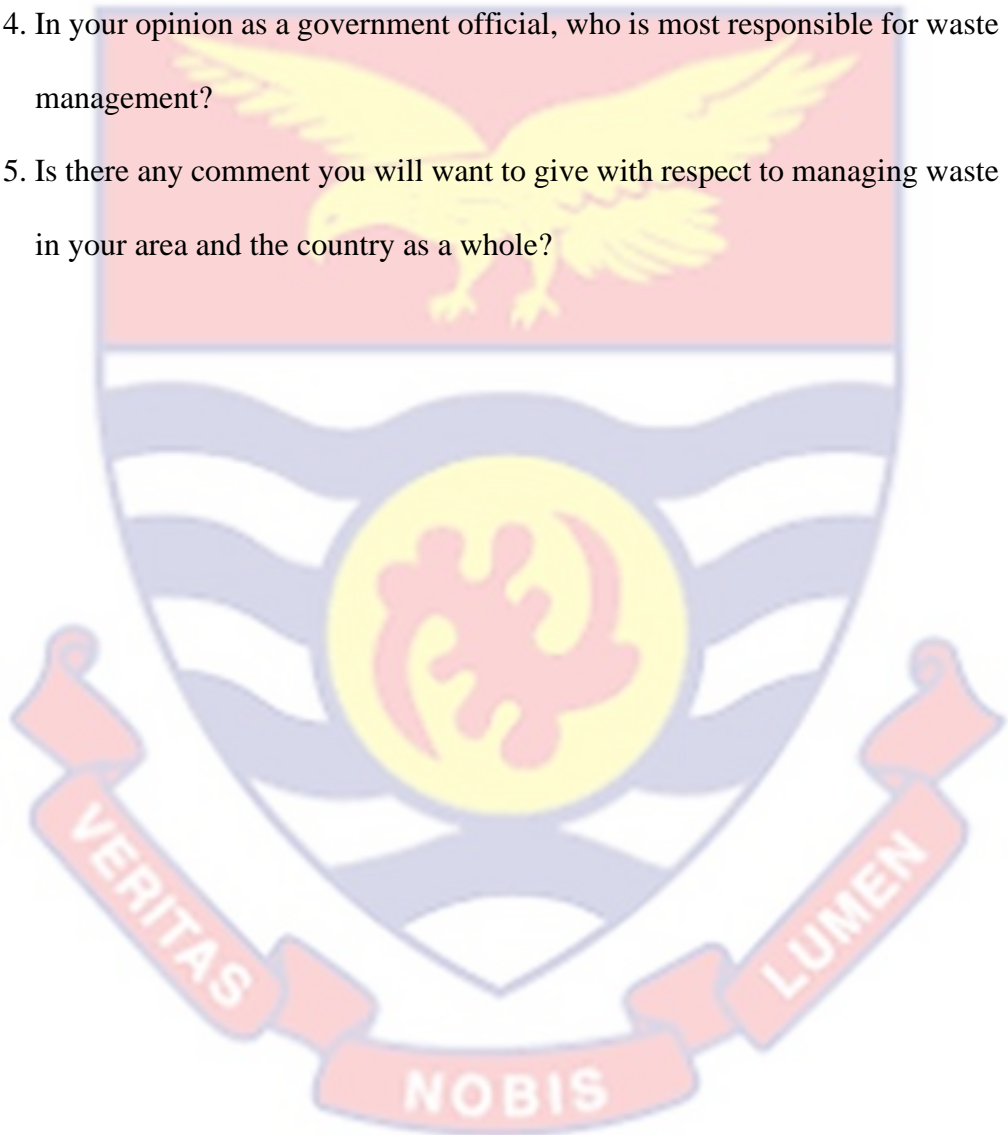 4. In your opinion as a government official, who is most responsible for waste
management?
5. Is there any comment you will want to give with respect to managing waste
in your area and the country as a whole?
VERITAS
NOBIS
LUMEN